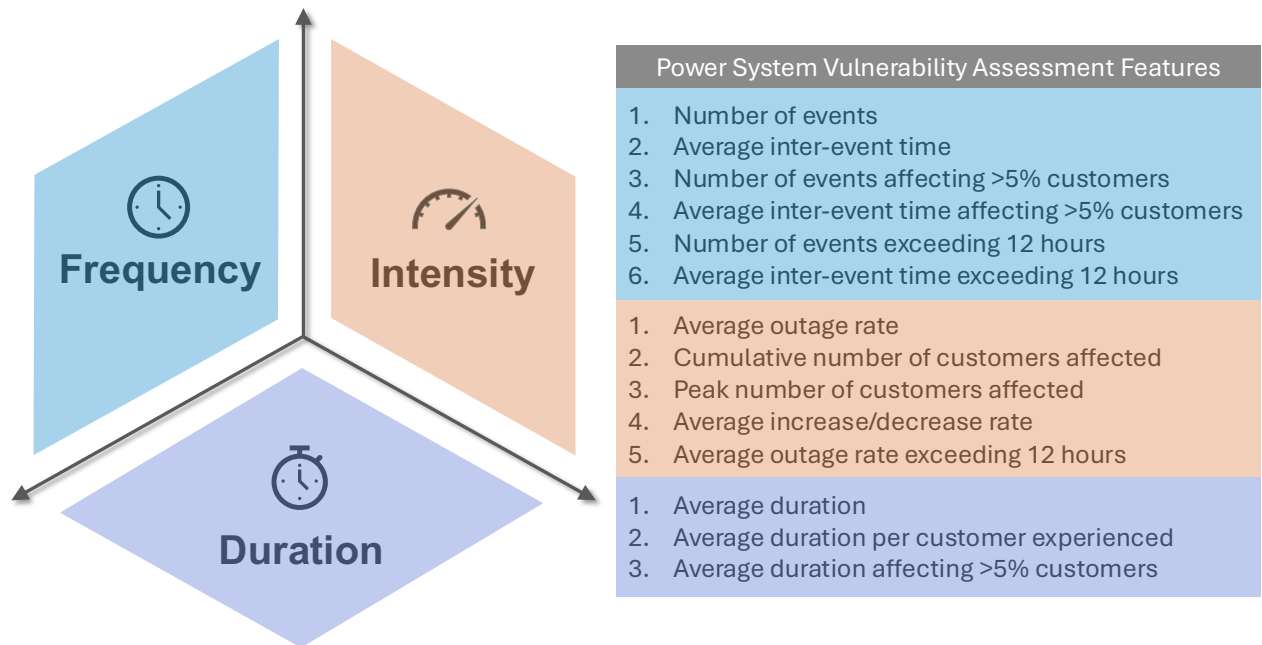 Frequency
Intensity
Duration
Power System Vulnerability Assessment Features
1. Number of events
2. Average inter-event time
3. Number of events affecting >5% customers
4. Average inter-event time affecting >5% customers
5. Number of events exceeding 12 hours
6. Average inter-event time exceeding 12 hours
1. Average outage rate
2. Cumulative number of customers affected
3. Peak number of customers affected
4. Average increase/decrease rate
5. Average outage rate exceeding 12 hours
1. Average duration
2. Average duration per customer experienced
3. Average duration affecting >5% customers